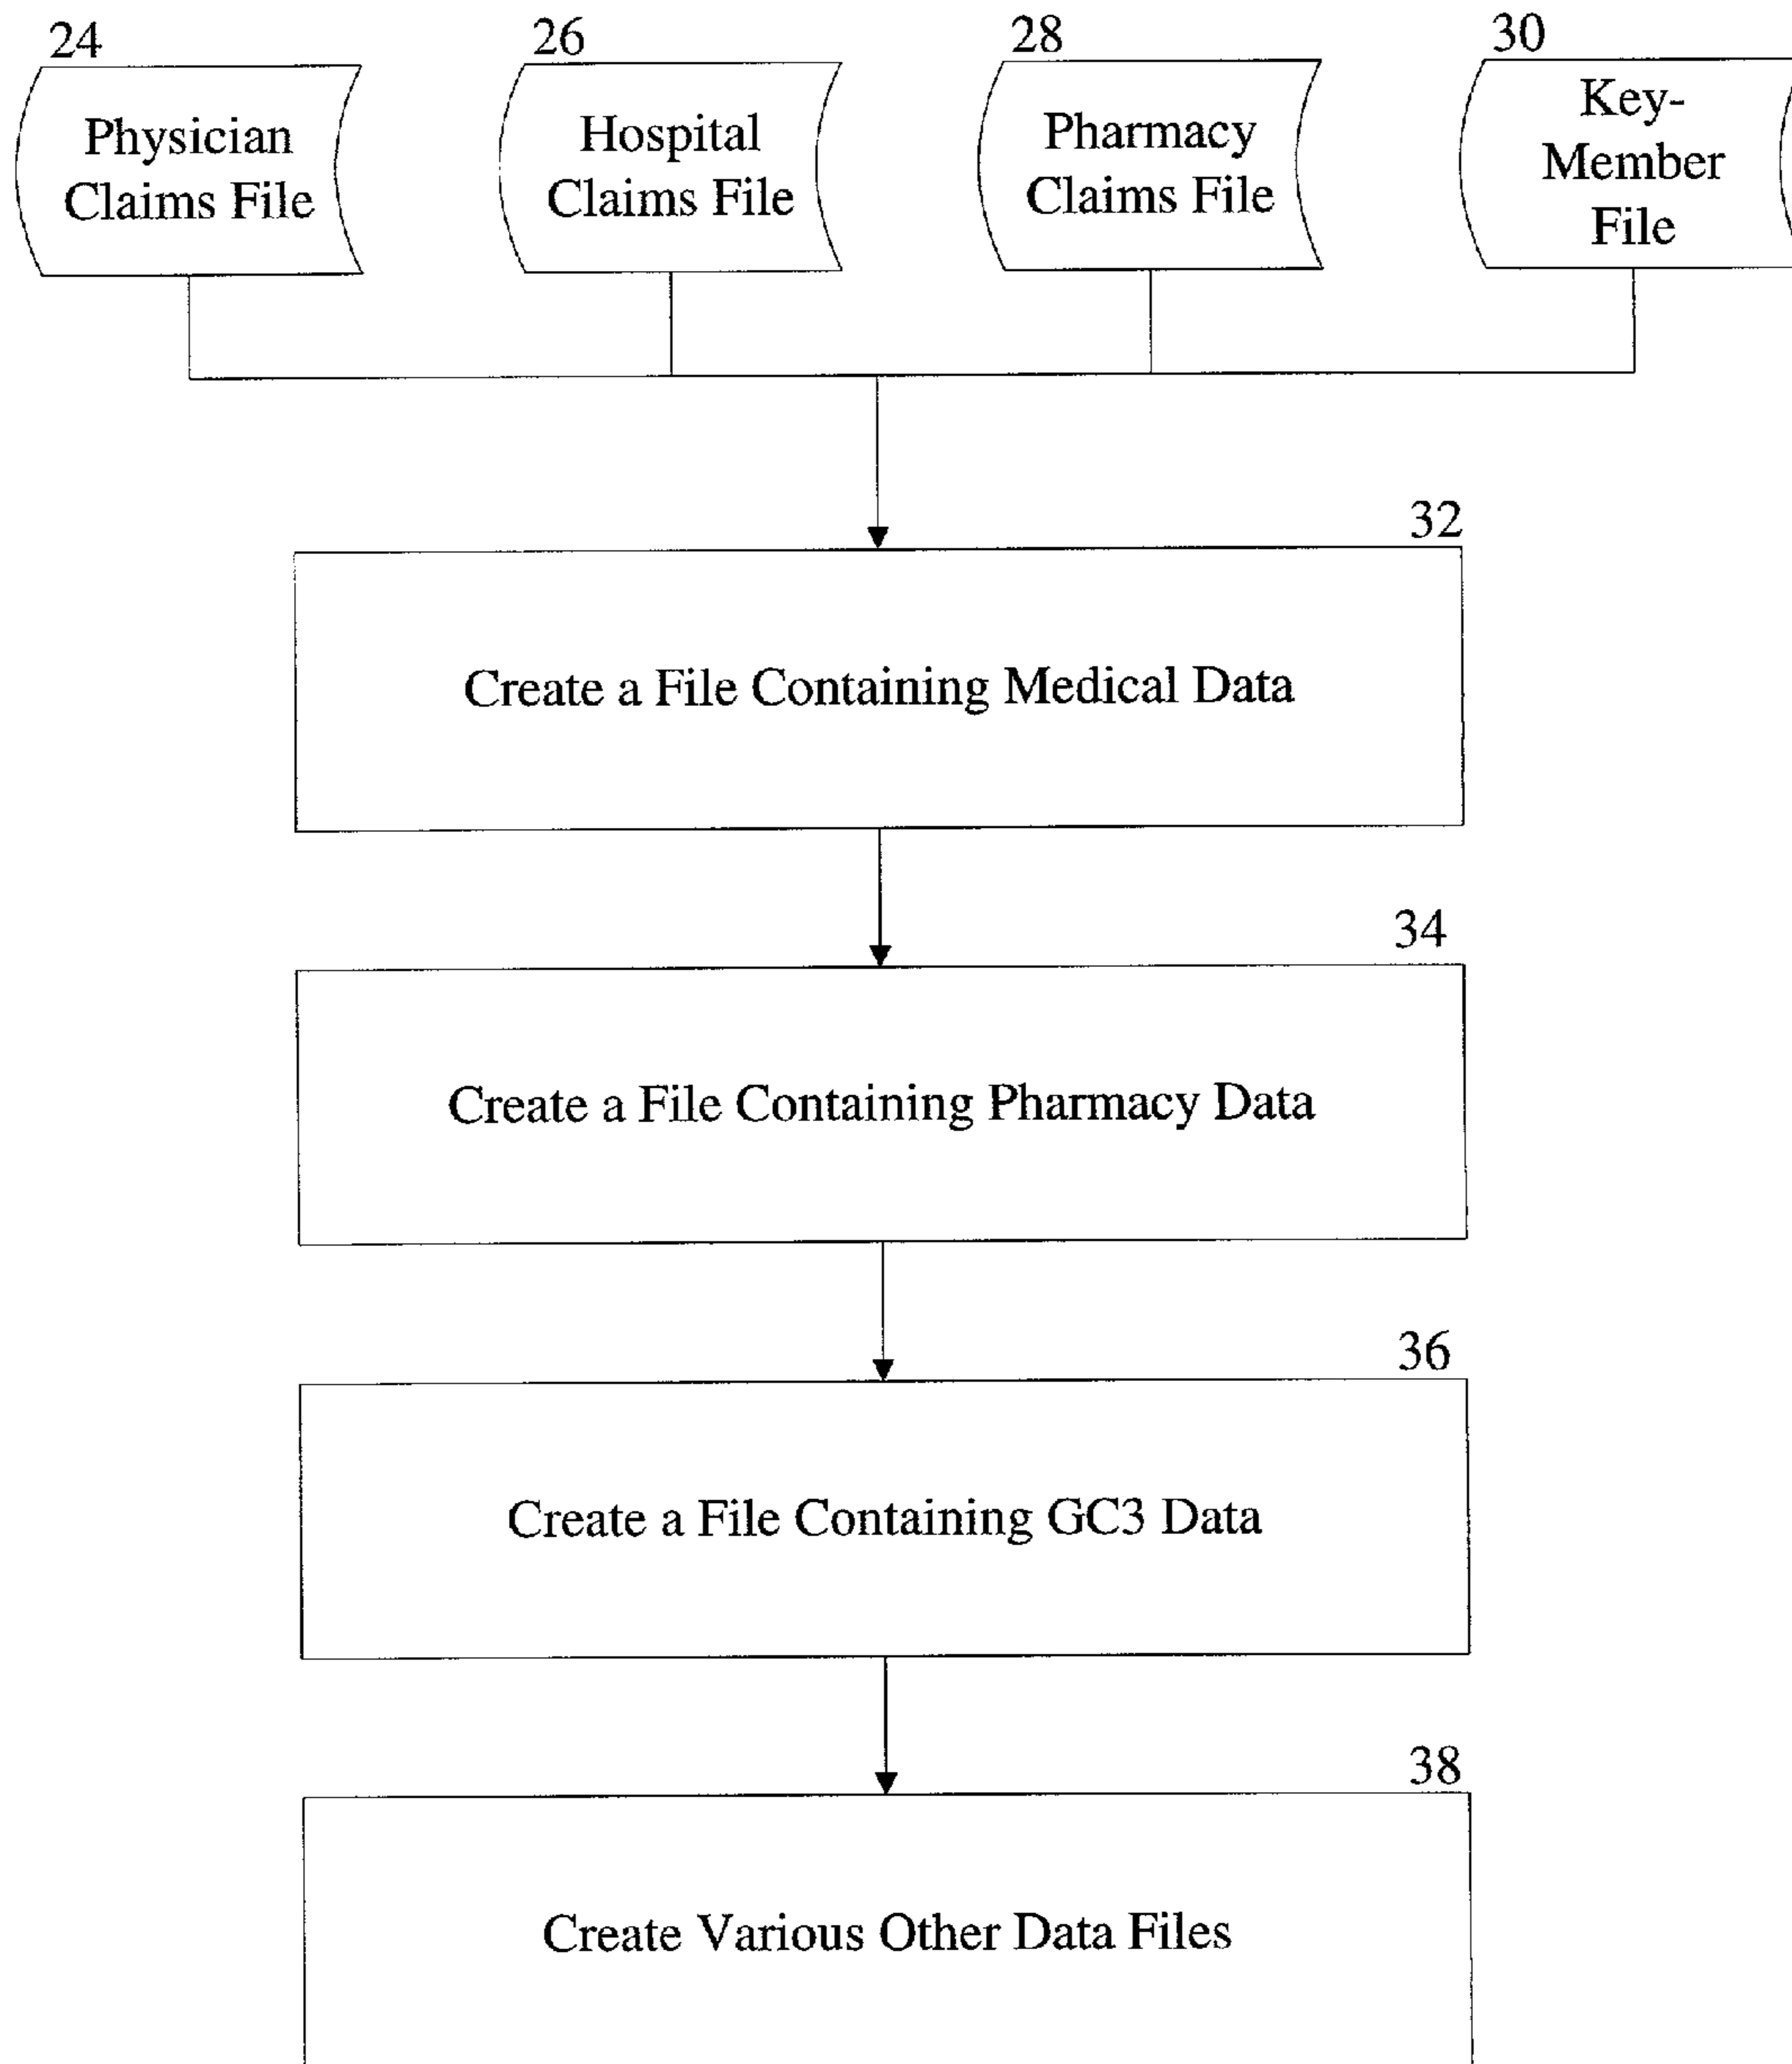 24
Physician
Claims File
26
Hospital
Claims File
28
Pharmacy
Claims File
30
Key-
Member
File
32
Create a File Containing Medical Data
34
Create a File Containing Pharmacy Data
36
Create a File Containing GC3 Data
38
Create Various Other Data Files